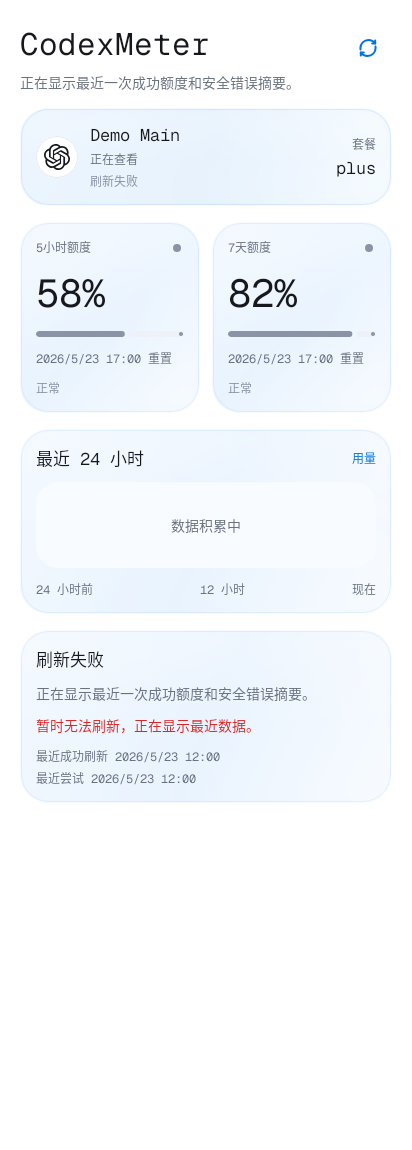 CodexMeter
正在显示最近一次成功额度和安全错误摘要。
Demo Main
正在查看
刷新失败
套餐
plus
5小时额度
58%
2026/5/23 17:00 重置
正常
7天额度
82%
2026/5/23 17:00 重置
正常
最近 24 小时
用量
数据积累中
24 小时前
12 小时
现在
刷新失败
正在显示最近一次成功额度和安全错误摘要。
暂时无法刷新，正在显示最近数据。
最近成功刷新 2026/5/23 12:00
最近尝试 2026/5/23 12:00